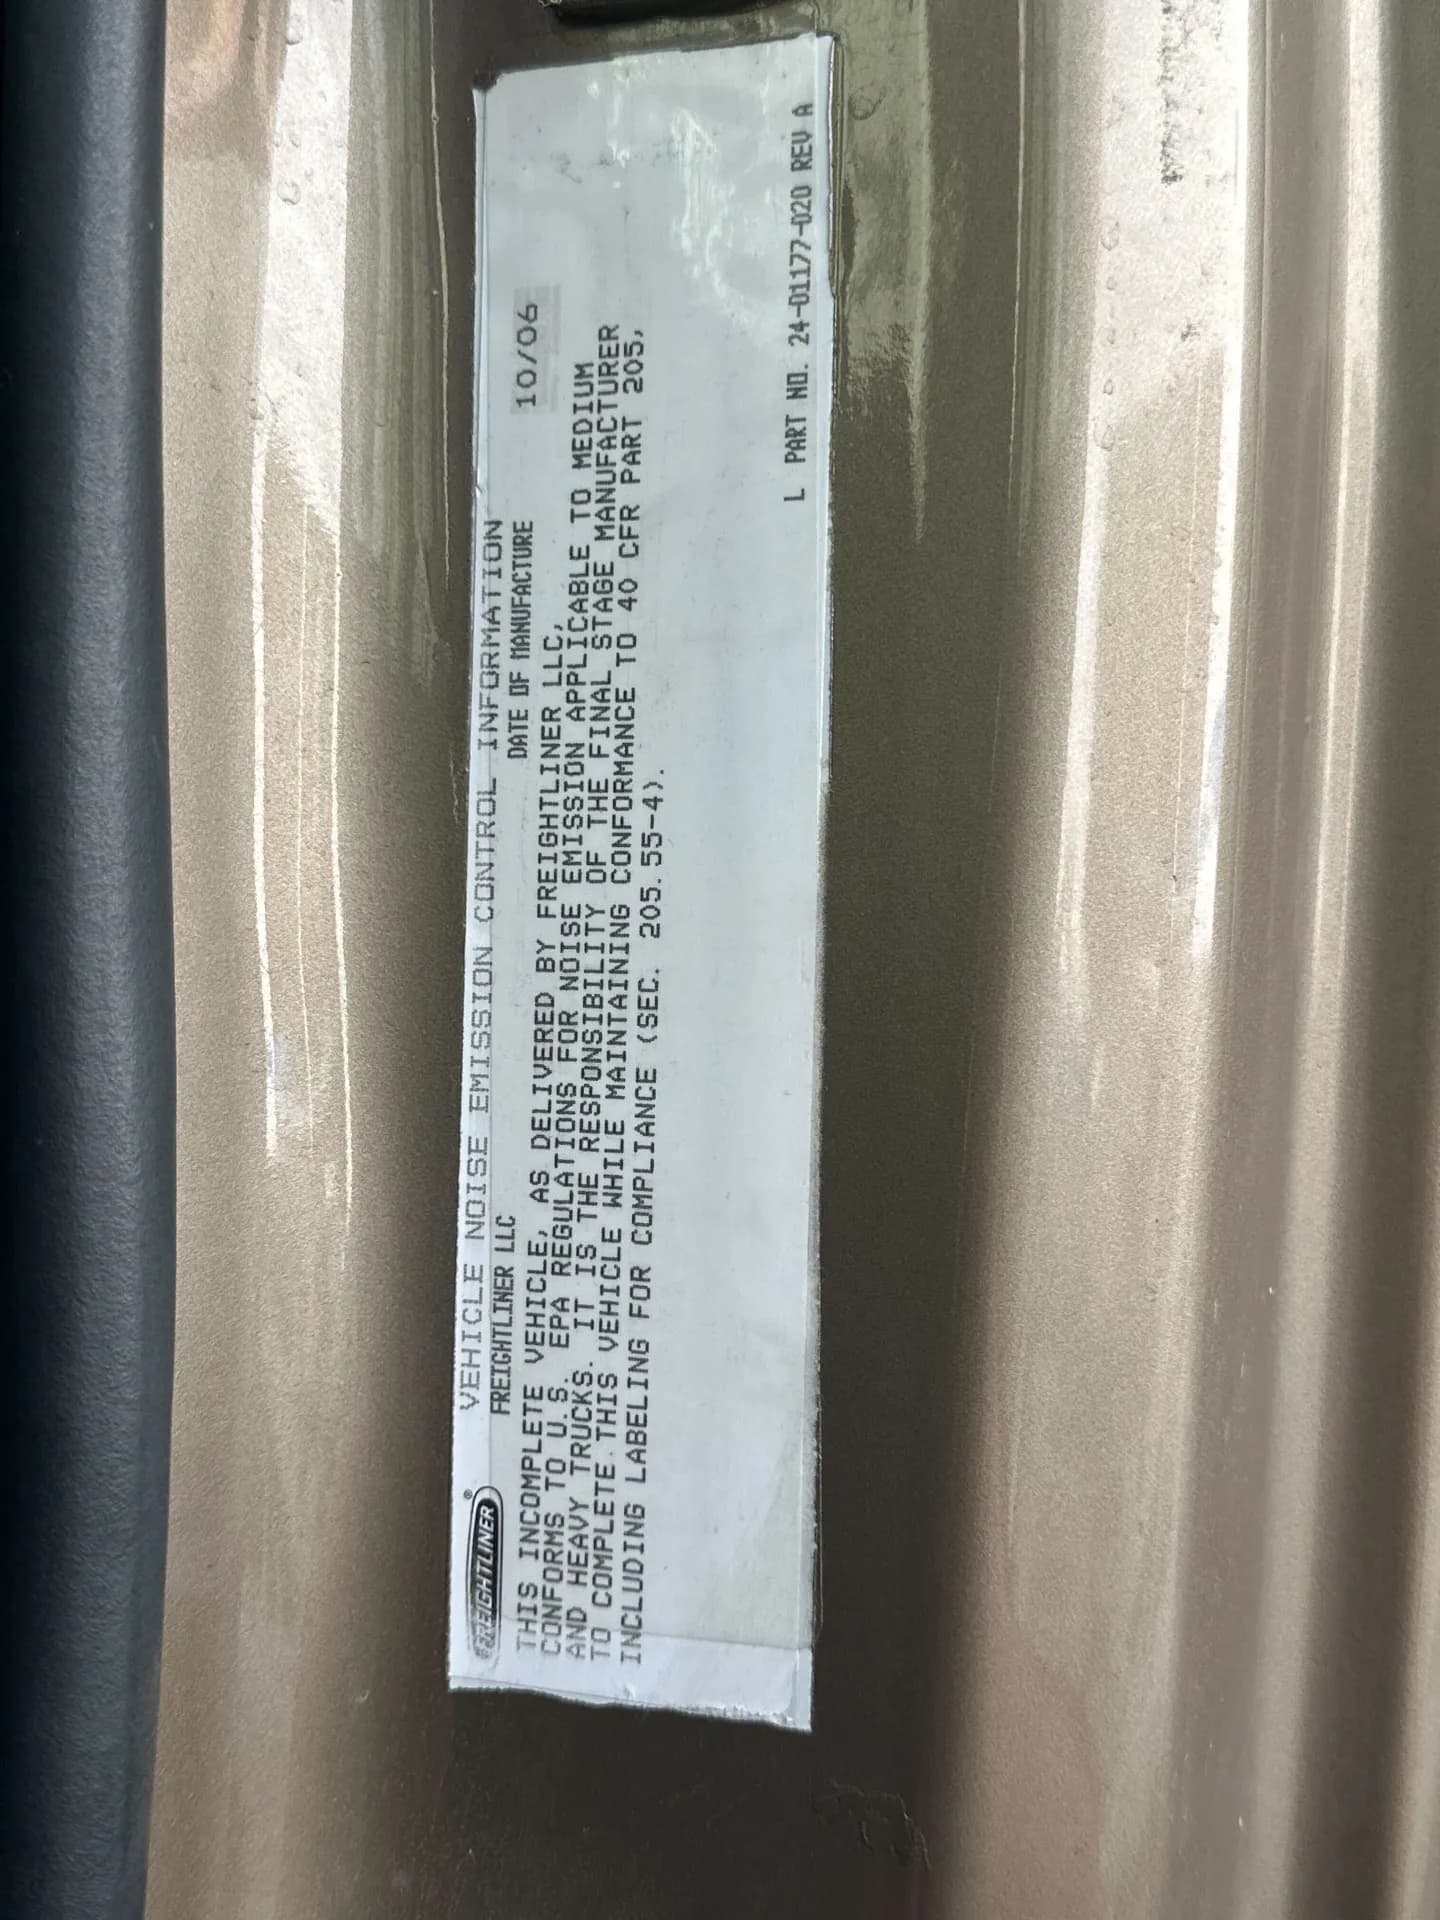 FREIGHTLINER®
VEHICLE NOISE EMISSION CONTROL INFORMATION
FREIGHTLINER LLC DATE OF MANUFACTURE 10/06
THIS INCOMPLETE VEHICLE, AS DELIVERED BY FREIGHTLINER LLC,
CONFORMS TO U.S. EPA REGULATIONS FOR NOISE EMISSION APPLICABLE TO MEDIUM
AND HEAVY TRUCKS. IT IS THE RESPONSIBILITY OF THE FINAL STAGE MANUFACTURER
TO COMPLETE THIS VEHICLE WHILE MAINTAINING CONFORMANCE TO 40 CFR PART 205,
INCLUDING LABELING FOR COMPLIANCE (SEC. 205.55-4).
L PART NO. 24-01177-020 REV A